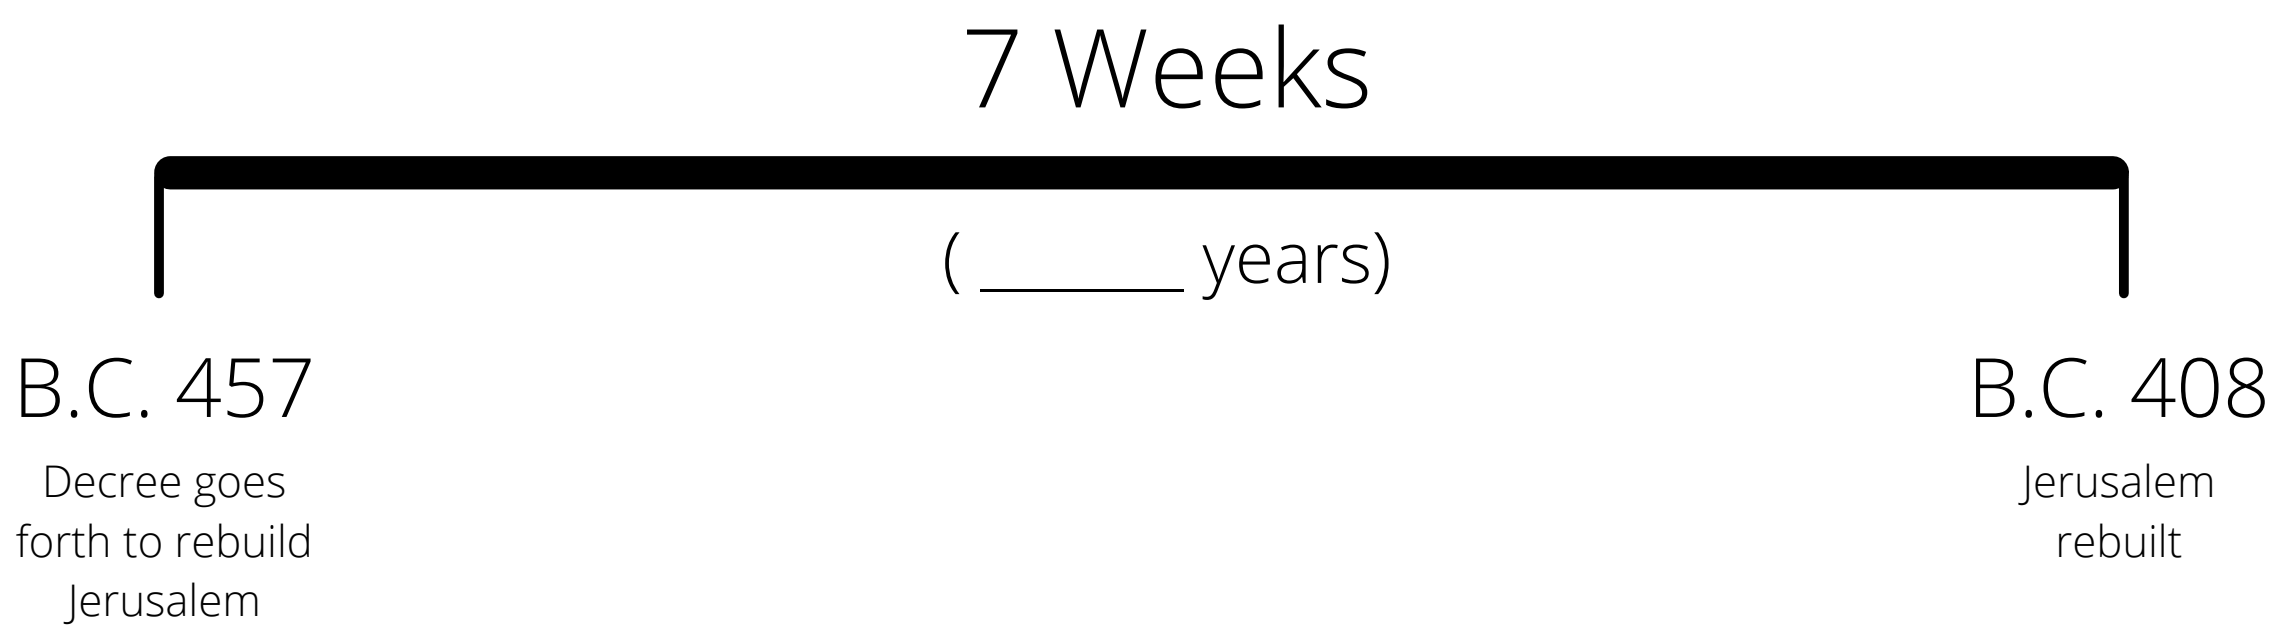 7 Weeks
( ______ years)
B.C. 457
Decree goes
forth to rebuild
Jerusalem
B.C. 408
Jerusalem
rebuilt